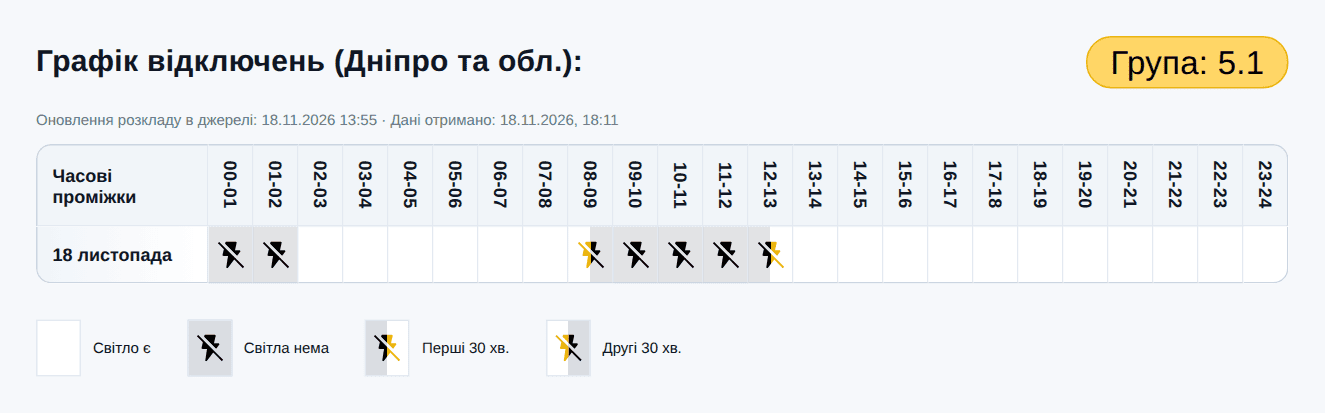 Графік відключень (Дніпро та обл.):
Група: 5.1
Оновлення розкладу в джерелі: 18.11.2026 13:55 · Дані отримано: 18.11.2026, 18:11
Часові проміжки 00-01 01-02 02-03 03-04 04-05 05-06 06-07 07-08 08-09 09-10 10-11 11-12 12-13 13-14 14-15 15-16 16-17 17-18 18-19 19-20 20-21 21-22 22-23 23-24
18 листопада
Світло є Світла нема Перші 30 хв. Другі 30 хв.